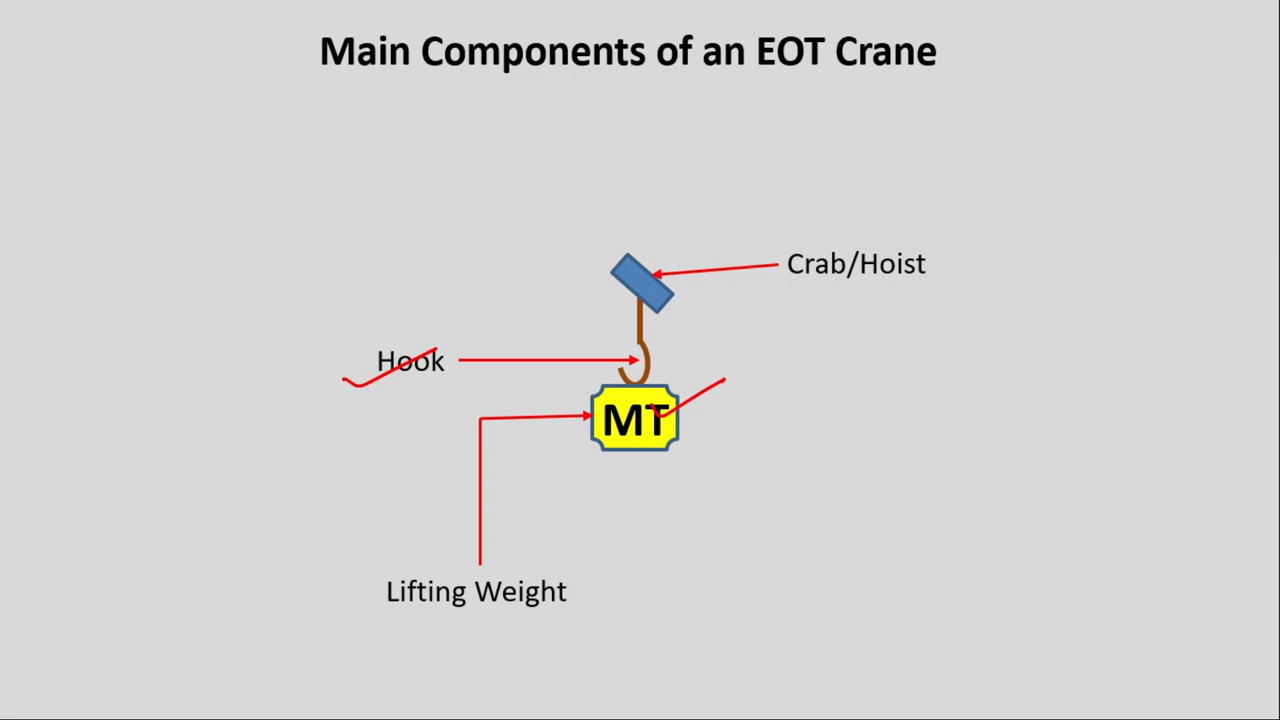 Main Components of an EOT Crane
Crab/Hoist
Hook
MT
Lifting Weight